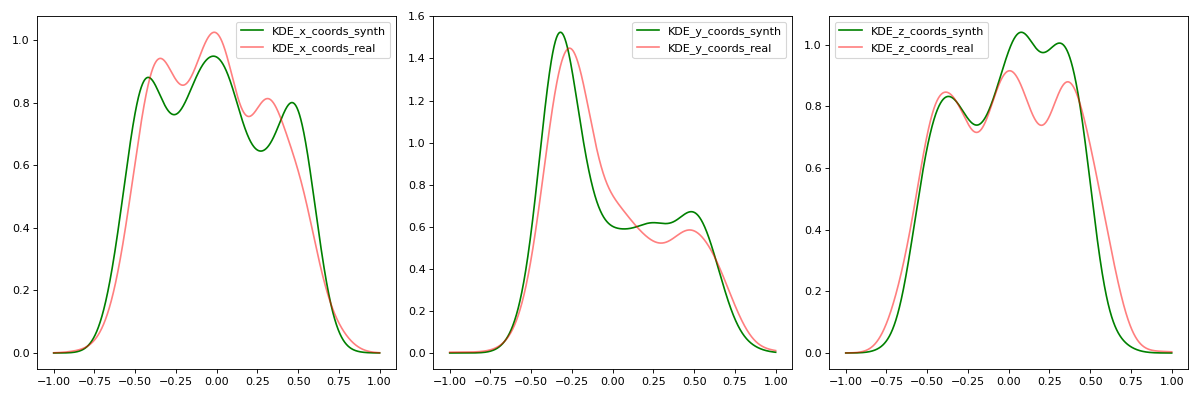 KDE_x_coords_synth
KDE_x_coords_real
1.0
0.8
0.6
0.4
0.2
0.0
−1.00 −0.75 −0.50 −0.25 0.00 0.25 0.50 0.75 1.00
KDE_y_coords_synth
KDE_y_coords_real
1.6
1.4
1.2
1.0
0.8
0.6
0.4
0.2
0.0
−1.00 −0.75 −0.50 −0.25 0.00 0.25 0.50 0.75 1.00
KDE_z_coords_synth
KDE_z_coords_real
1.0
0.8
0.6
0.4
0.2
0.0
−1.00 −0.75 −0.50 −0.25 0.00 0.25 0.50 0.75 1.00